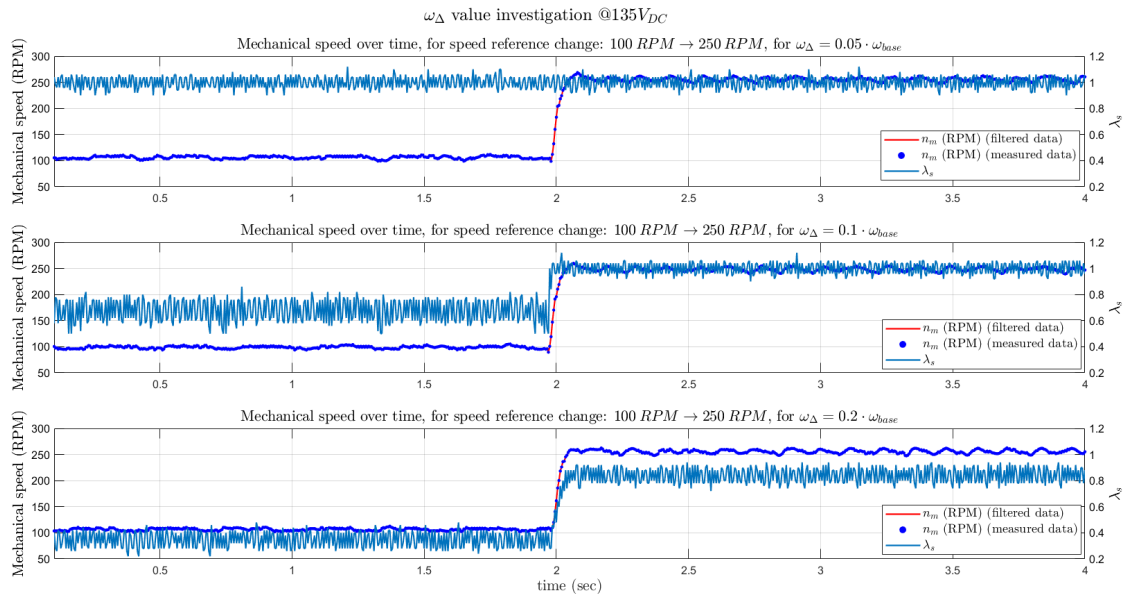 ω_Δ value investigation @135V_DC
Mechanical speed over time, for speed reference change: 100 RPM → 250 RPM, for ω_Δ = 0.05 · ω_base
Mechanical speed (RPM)
300
250
200
150
100
50
1.2
1
0.8
0.6
0.4
0.2
λ_s
n_m (RPM) (filtered data)
n_m (RPM) (measured data)
λ_s
0.5 1 1.5 2 2.5 3 3.5 4
Mechanical speed over time, for speed reference change: 100 RPM → 250 RPM, for ω_Δ = 0.1 · ω_base
Mechanical speed (RPM)
300
250
200
150
100
50
1.2
1
0.8
0.6
0.4
0.2
λ_s
n_m (RPM) (filtered data)
n_m (RPM) (measured data)
λ_s
0.5 1 1.5 2 2.5 3 3.5 4
Mechanical speed over time, for speed reference change: 100 RPM → 250 RPM, for ω_Δ = 0.2 · ω_base
Mechanical speed (RPM)
300
250
200
150
100
50
1.2
1
0.8
0.6
0.4
0.2
λ_s
n_m (RPM) (filtered data)
n_m (RPM) (measured data)
λ_s
0.5 1 1.5 2 2.5 3 3.5 4
time (sec)